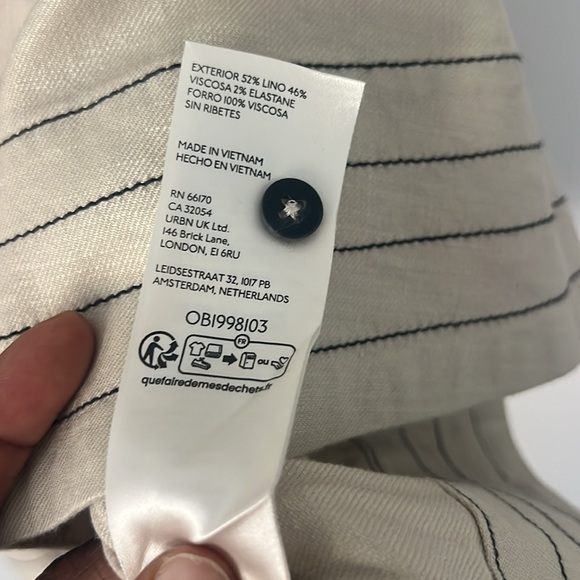 EXTERIOR 52% LINO 46%
VISCOSA 2% ELASTANE
FORRO 100% VISCOSA
SIN RIBETES
MADE IN VIETNAM
HECHO EN VIETNAM
RN 66170
CA 32054
URBN UK Ltd.
146 Brick Lane,
LONDON, E1 6RU
LEIDSESTRAAT 32, 1017 PB
AMSTERDAM, NETHERLANDS
OB1998103
FR
ou
quefairedemesdechets.fr